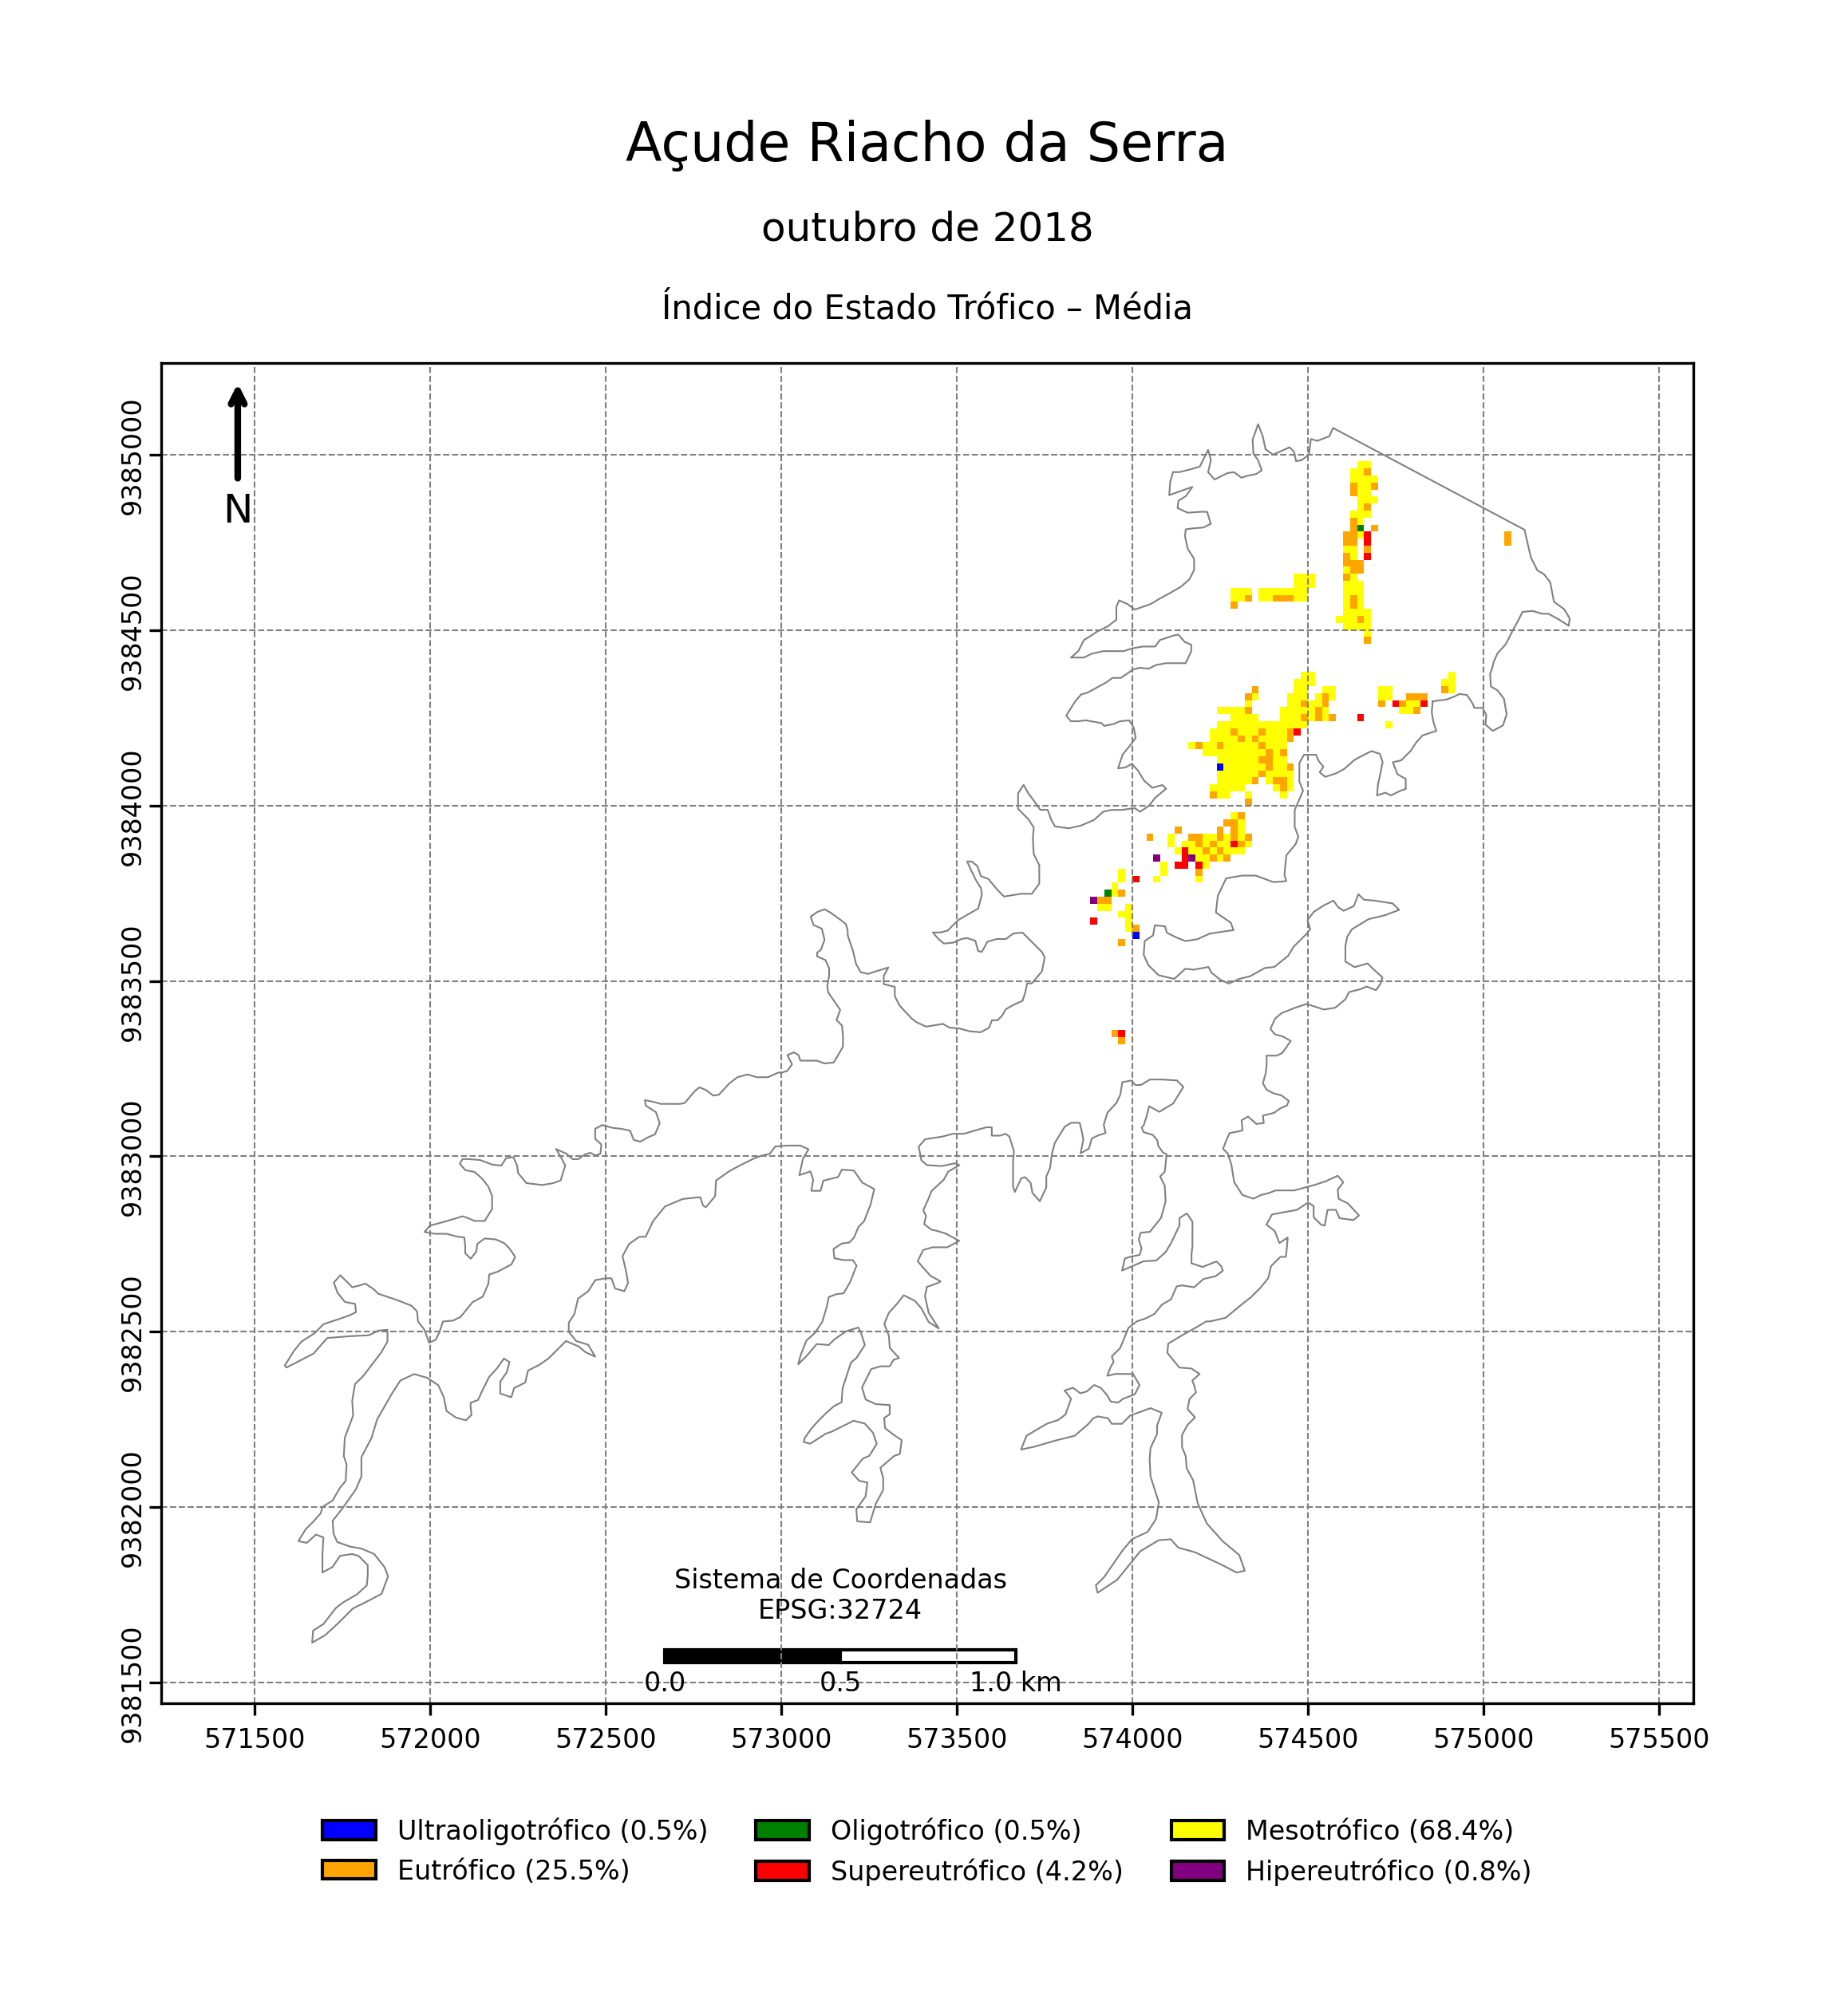 Açude Riacho da Serra
outubro de 2018
Índice do Estado Trófico – Média
N
9385000
9384500
9384000
9383500
9383000
9382500
9382000
9381500
Sistema de Coordenadas
EPSG:32724
0.0 0.5 1.0 km
571500 572000 572500 573000 573500 574000 574500 575000 575500
Ultraoligotrófico (0.5%) Oligotrófico (0.5%) Mesotrófico (68.4%)
Eutrófico (25.5%) Supereutrófico (4.2%) Hipereutrófico (0.8%)